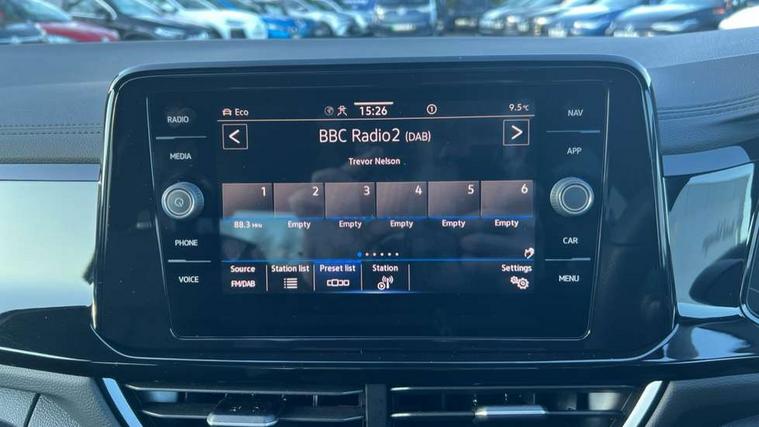 RADIO
MEDIA
PHONE
VOICE
Eco 15:26 9.5°C
BBC Radio2 (DAB)
Trevor Nelson
1 2 3 4 5 6
88.3 MHz Empty Empty Empty Empty Empty
Source Station list Preset list Station Settings
FM/DAB
NAV
APP
CAR
MENU